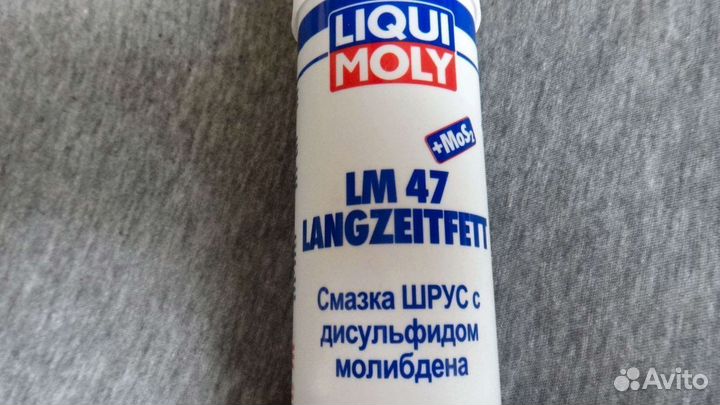 LIQUI
MOLY
+MoS₂
LM 47
LANGZEITFETT
Смазка ШРУС с
дисульфидом
молибдена
Avito